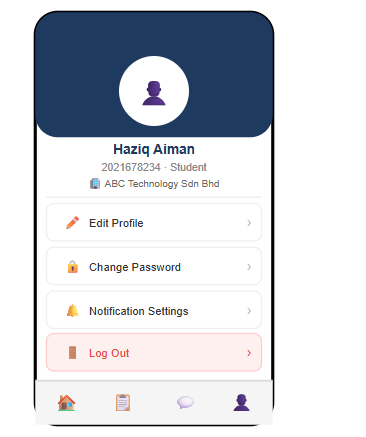 Haziq Aiman
2021678234 · Student
ABC Technology Sdn Bhd
Edit Profile
Change Password
Notification Settings
Log Out